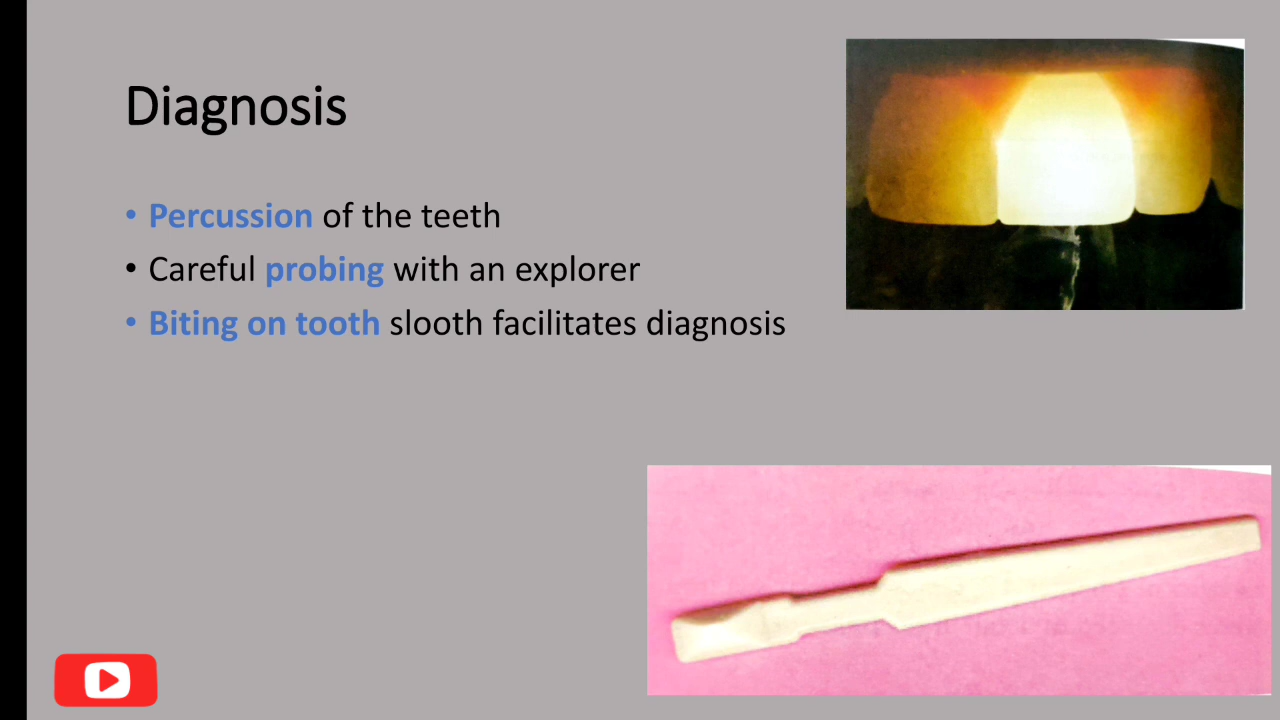 Diagnosis
• Percussion of the teeth
• Careful probing with an explorer
• Biting on tooth slooth facilitates diagnosis